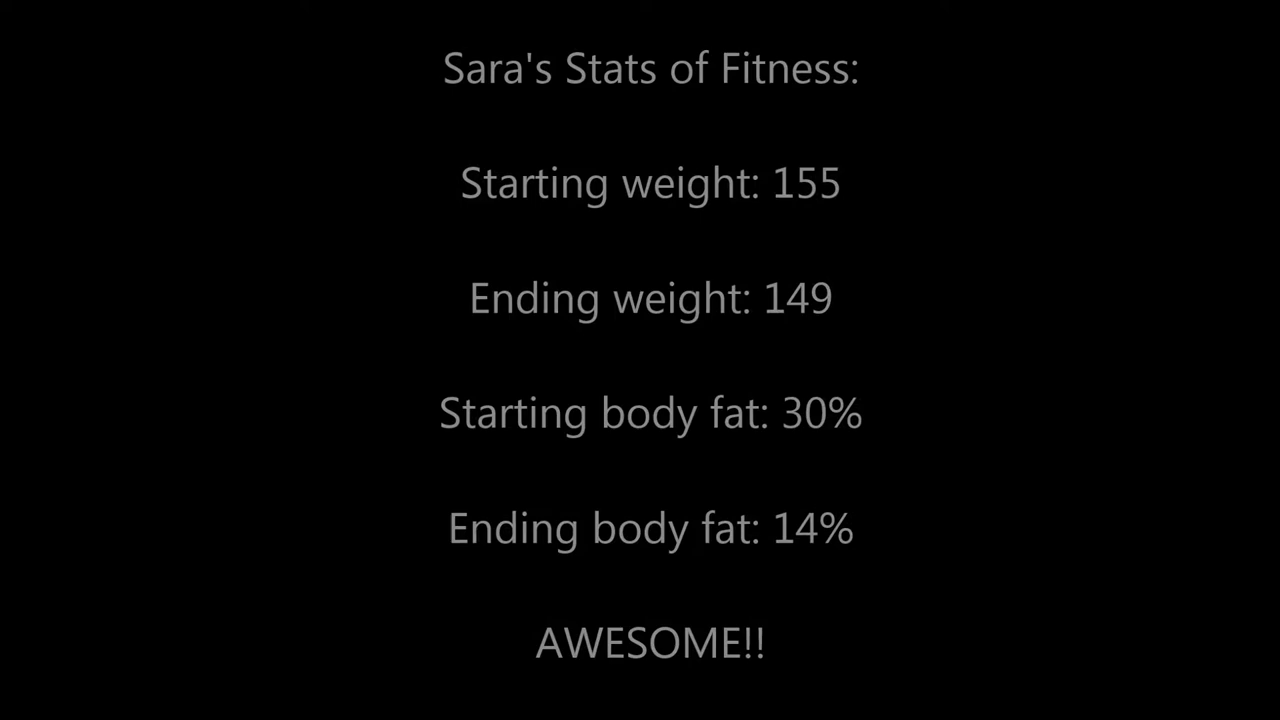 Sara's Stats of Fitness:
Starting weight: 155
Ending weight: 149
Starting body fat: 30%
Ending body fat: 14%
AWESOME!!